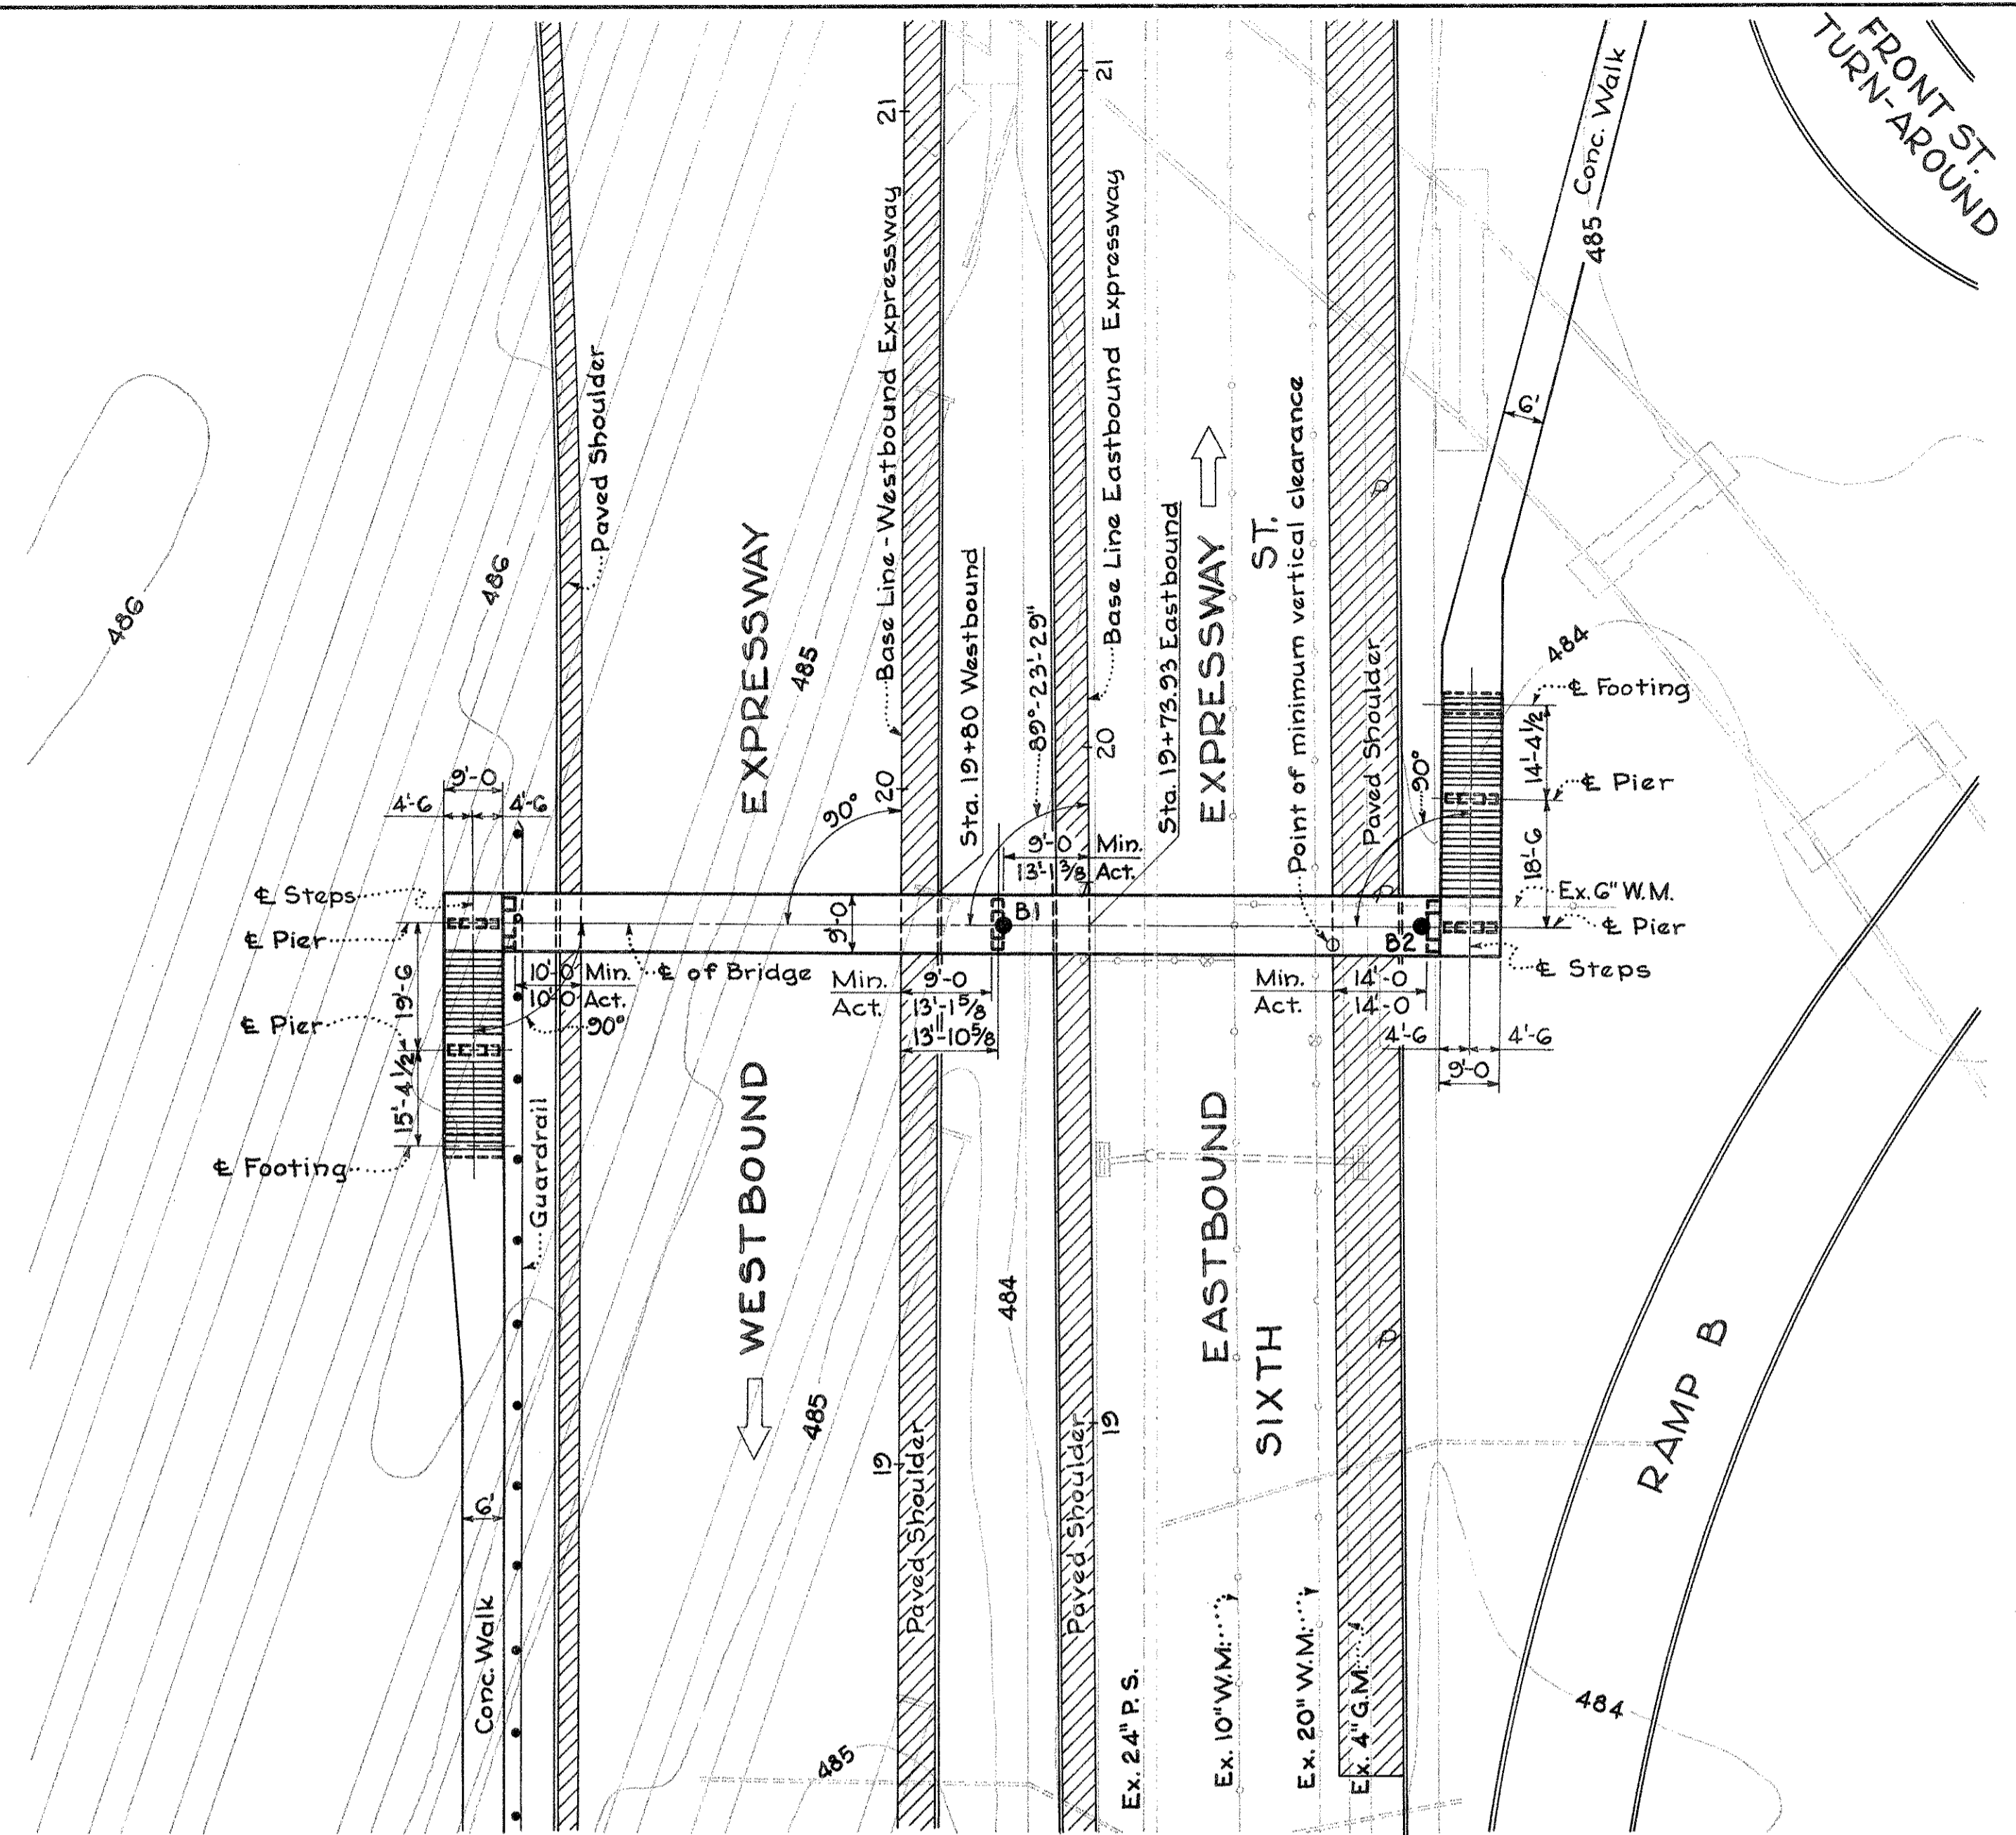 FRONT ST.
TURN-AROUND
485 Conc. Walk
21
21
Base Line - Westbound Expressway
Base Line Eastbound Expressway
Paved Shoulder
486
486
EXPRESSWAY
485
Sta. 19+80 Westbound
89°-23'-29"
Sta. 19+73.93 Eastbound
EXPRESSWAY
ST.
Point of minimum vertical clearance
Paved Shoulder
6'
484
℄ Footing
14'-4½
℄ Pier
18'-6
90°
20
20
90°
9'-0
4'-6
4'-6
9'-0 Min.
13'-1⅜ Act.
Ex. 6" W.M.
℄ Pier
℄ Steps
℄ Steps
℄ Pier
B1
B2
9'-0
10'-0 Min.
10'-0 Act.
90°
℄ of Bridge
Min. 9'-0
Act. 13'-1⅝
13'-10⅝
Min. 14'-0
Act. 14'-0
4'-6
4'-6
9'-0
19'-6
℄ Pier
15'-4½
℄ Footing
Guardrail
WESTBOUND
EASTBOUND
SIXTH
484
485
19
19
Paved Shoulder
Paved Shoulder
6'
Conc. Walk
RAMP B
485
Ex. 24" P.S.
Ex. 10" W.M.
Ex. 20" W.M.
Ex. 4" G.M.
484